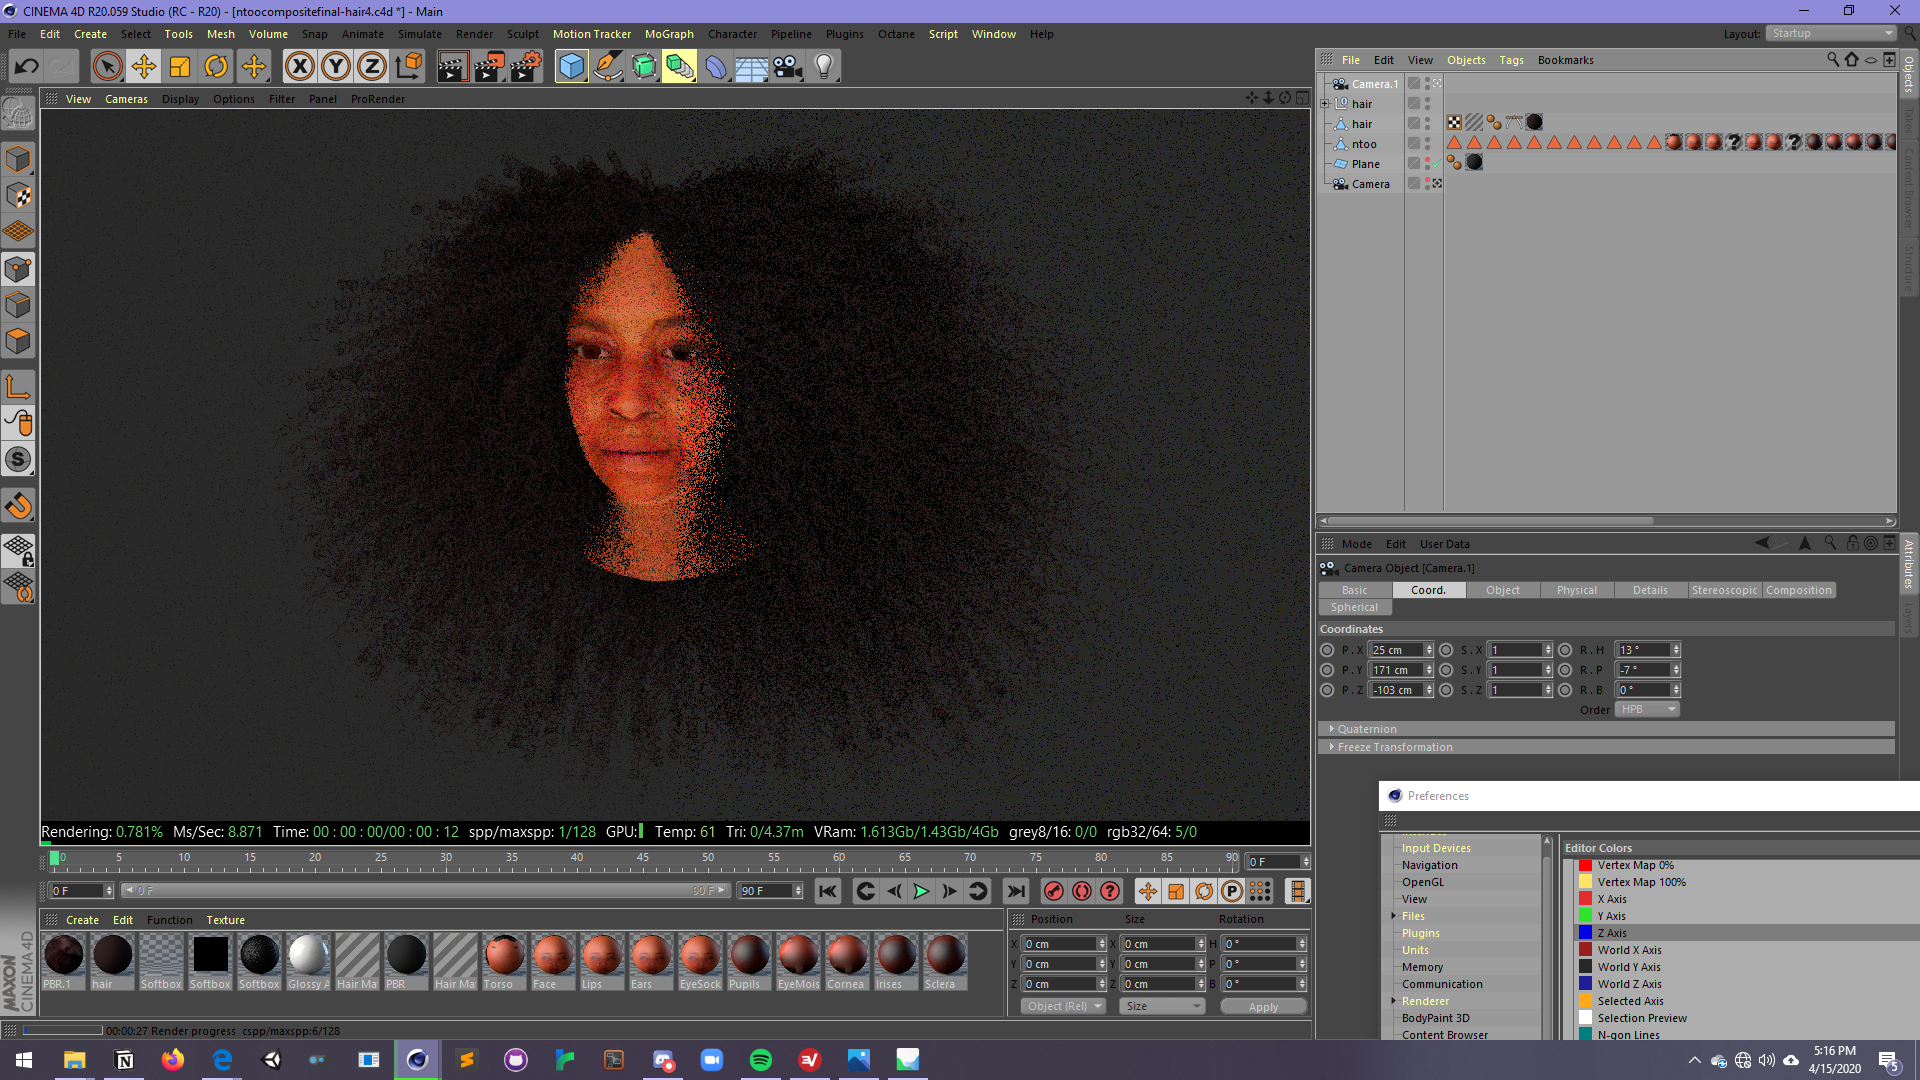 CINEMA 4D R20.059 Studio (RC - R20) - [ntoocompositefinal-hair4.c4d *] - Main
File Edit Create Select Tools Mesh Volume Snap Animate Simulate Render Sculpt Motion Tracker MoGraph Character Pipeline Plugins Octane Script Window Help
Layout: Startup
File Edit View Objects Tags Bookmarks
View Cameras Display Options Filter Panel ProRender
Camera.1
hair
hair
ntoo
Plane
Camera
Objects
Takes
Content Browser
Structure
Mode Edit User Data
Attributes
Layers
Camera Object [Camera.1]
Basic Coord. Object Physical Details Stereoscopic Composition
Spherical
Coordinates
P . X 25 cm S . X 1 R . H 13 °
P . Y 171 cm S . Y 1 R . P -7 °
P . Z -103 cm S . Z 1 R . B 0 °
Order HPB
Quaternion
Freeze Transformation
Preferences
Input Devices
Navigation
OpenGL
View
Files
Plugins
Units
Memory
Communication
Renderer
BodyPaint 3D
Content Browser
Editor Colors
Vertex Map 0%
Vertex Map 100%
X Axis
Y Axis
Z Axis
World X Axis
World Y Axis
World Z Axis
Selected Axis
Selection Preview
N-gon Lines
Rendering: 0.781% Ms/Sec: 8.871 Time: 00 : 00 : 00/00 : 00 : 12 spp/maxspp: 1/128 GPU: Temp: 61 Tri: 0/4.37m VRam: 1.613Gb/1.43Gb/4Gb grey8/16: 0/0 rgb32/64: 5/0
0 5 10 15 20 25 30 35 40 45 50 55 60 65 70 75 80 85 90 0 F
0 F 0 F 90 F 90 F
Create Edit Function Texture
PBR.1 hair Softbox Softbox Softbox Glossy A Hair Ma PBR Hair Ma Torso Face Lips Ears EyeSock Pupils EyeMois Cornea Irises Sclera
Position Size Rotation
X 0 cm X 0 cm H 0 °
Y 0 cm Y 0 cm P 0 °
Z 0 cm Z 0 cm B 0 °
Object (Rel) Size Apply
MAXON
CINEMA 4D
00:00:27 Render progress cspp/maxspp:6/128
5:16 PM
4/15/2020
5